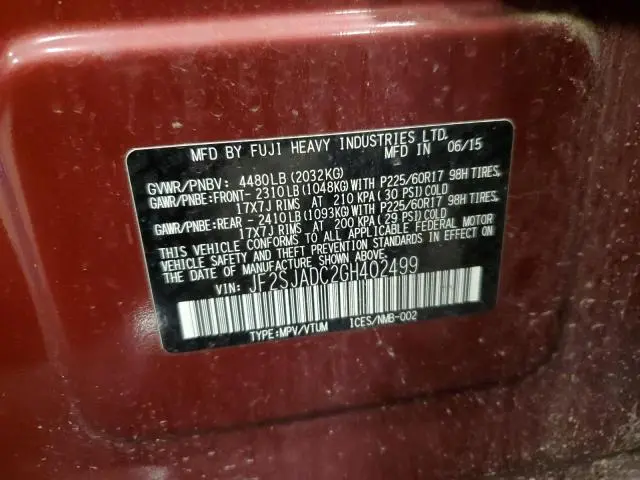 MFD BY FUJI HEAVY INDUSTRIES LTD.
MFD IN 06/15
GVWR/PNBV: 4480LB (2032KG)
GAWR/PNBE:FRONT-2310LB (1048KG)WITH P225/60R17 98H TIRES,
17X7J RIMS AT 210 KPA (30 PSI) COLD
GAWR/PNBE:REAR -2410LB (1093KG)WITH P225/60R17 98H TIRES,
17X7J RIMS AT 200 KPA (29 PSI) COLD
THIS VEHICLE CONFORMS TO ALL APPLICABLE FEDERAL MOTOR
VEHICLE SAFETY AND THEFT PREVENTION STANDARDS IN EFFECT ON
THE DATE OF MANUFACTURE SHOWN ABOVE.
VIN: JF2SJADC2GH402499
TYPE:MPV/VTUM ICES/NMB-002